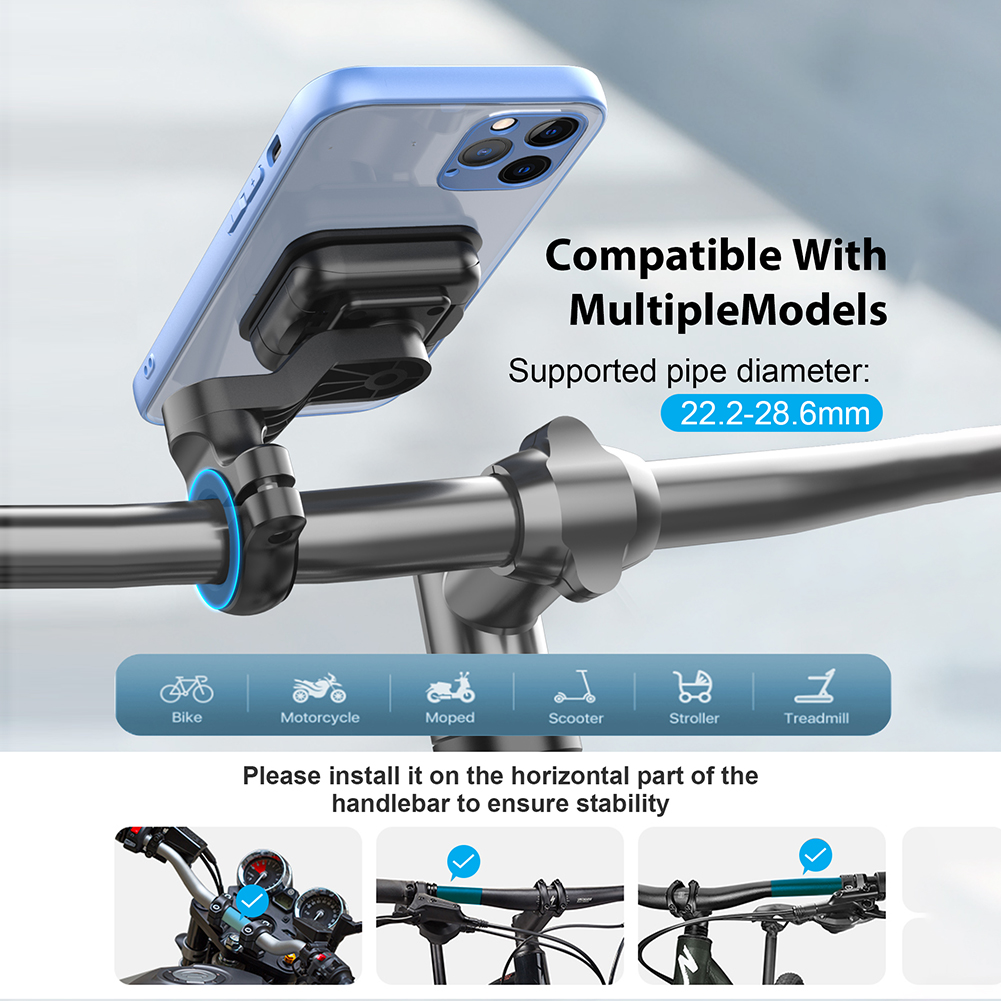 Compatible With
MultipleModels
Supported pipe diameter:
22.2-28.6mm
Bike
Motorcycle
Moped
Scooter
Stroller
Treadmill
Please install it on the horizontal part of the
handlebar to ensure stability